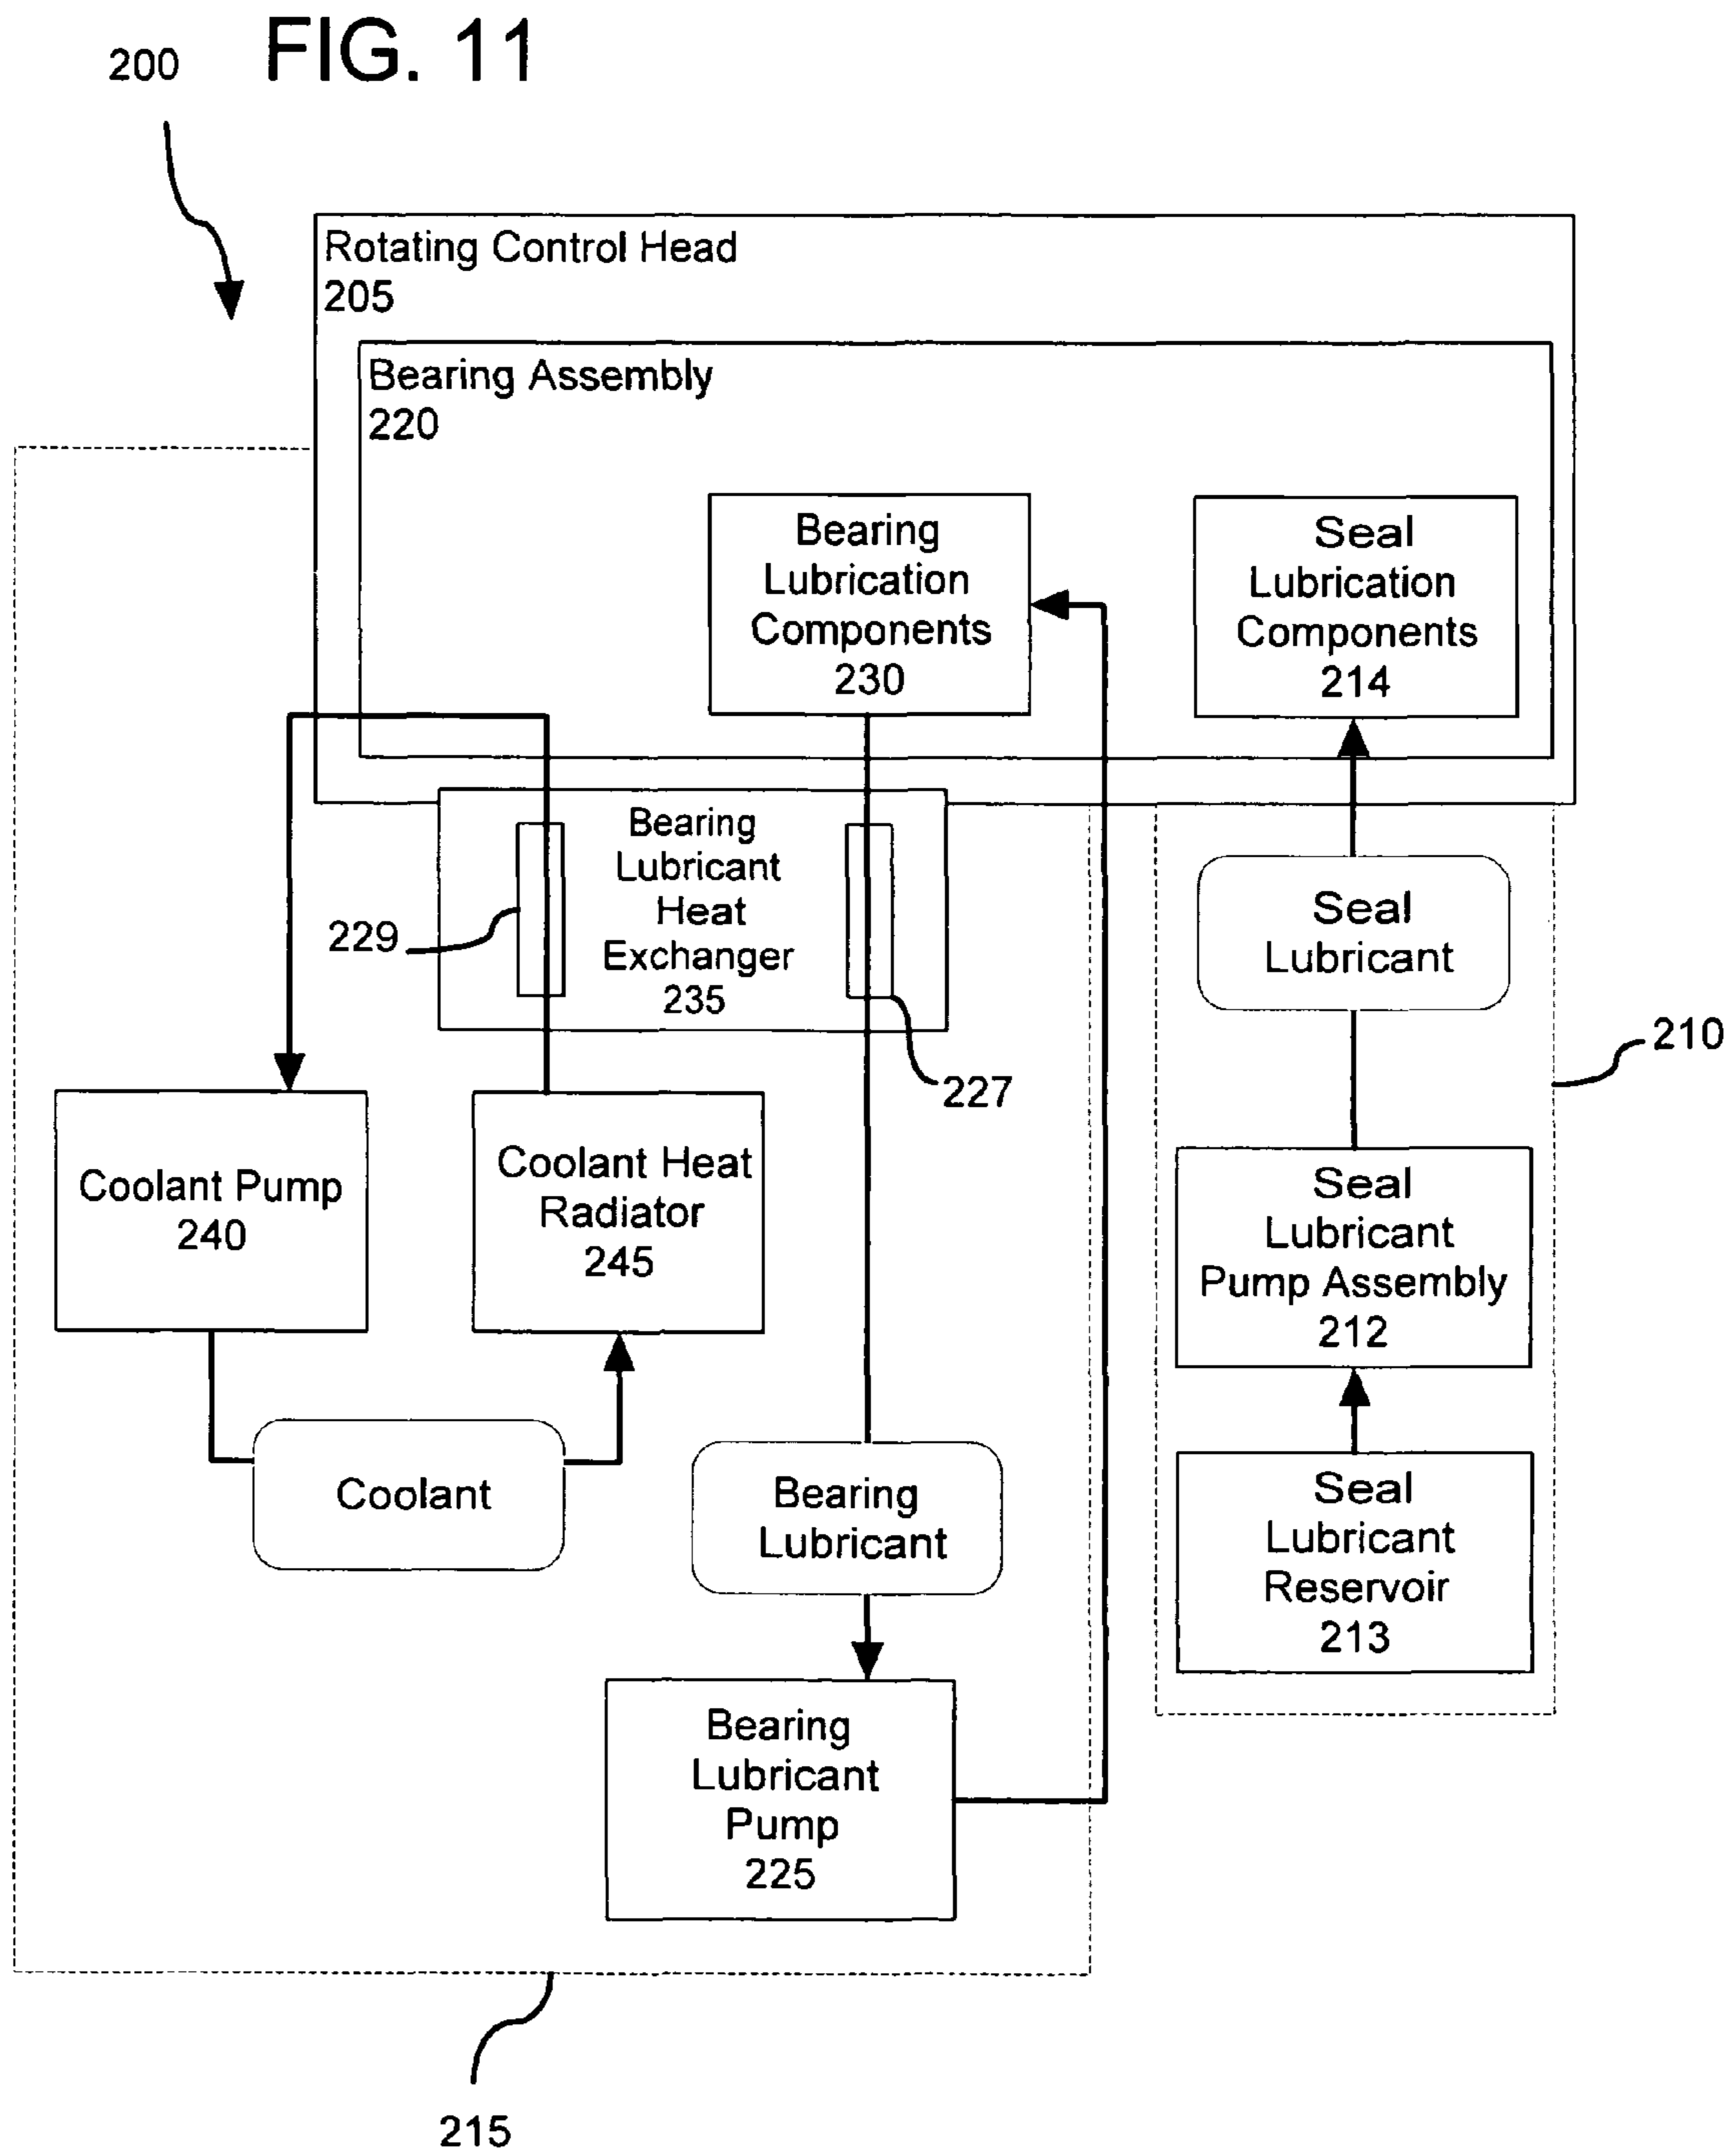 FIG. 11
200
Rotating Control Head
205
Bearing Assembly
220
Bearing
Lubrication
Components
230
Seal
Lubrication
Components
214
Bearing
Lubricant
Heat
Exchanger
235
229
227
Seal
Lubricant
210
Coolant Pump
240
Coolant Heat
Radiator
245
Seal
Lubricant
Pump Assembly
212
Coolant
Bearing
Lubricant
Seal
Lubricant
Reservoir
213
Bearing
Lubricant
Pump
225
215